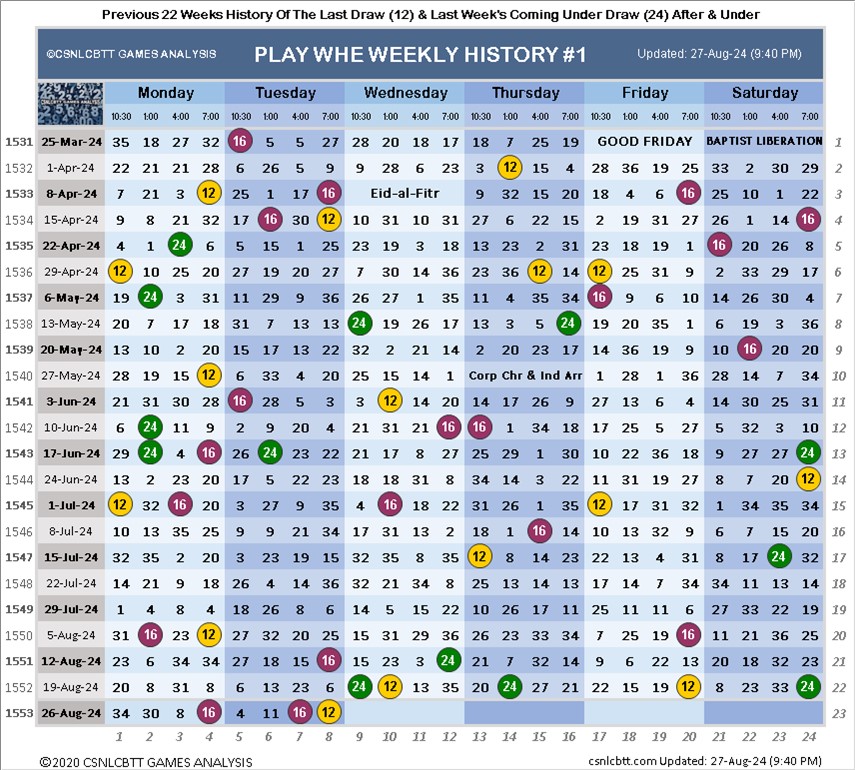 Previous 22 Weeks History Of The Last Draw (12) & Last Week's Coming Under Draw (24) After & Under
©CSNLCBTT GAMES ANALYSIS PLAY WHE WEEKLY HISTORY #1 Updated: 27-Aug-24 (9:40 PM)
CSNLCBTT GAMES ANALYSIS Monday Tuesday Wednesday Thursday Friday Saturday
10:30 1:00 4:00 7:00 10:30 1:00 4:00 7:00 10:30 1:00 4:00 7:00 10:30 1:00 4:00 7:00 10:30 1:00 4:00 7:00 10:30 1:00 4:00 7:00
1531 25-Mar-24 35 18 27 32 16 5 5 27 28 20 18 17 18 7 25 19 GOOD FRIDAY BAPTIST LIBERATION 1
1532 1-Apr-24 22 21 21 28 6 26 5 9 9 28 6 23 3 12 15 4 28 36 19 25 33 2 30 29 2
1533 8-Apr-24 7 21 3 12 25 1 17 16 Eid-al-Fitr 9 32 15 20 18 4 6 16 25 10 1 22 3
1534 15-Apr-24 9 8 21 32 17 16 30 12 10 31 10 31 27 6 22 15 2 19 31 27 26 4 14 16 4
1535 22-Apr-24 4 1 24 6 5 15 1 25 23 19 3 18 13 23 2 31 23 18 19 1 16 20 26 8 5
1536 29-Apr-24 12 10 25 20 27 19 20 27 7 30 14 36 23 36 12 14 12 25 31 9 2 33 29 17 6
1537 6-May-24 19 24 3 31 11 29 9 36 26 27 1 35 11 4 35 34 16 9 6 10 14 26 30 4 7
1538 13-May-24 20 7 17 18 31 7 13 13 24 19 26 17 13 3 5 24 19 20 35 1 6 19 3 36 8
1539 20-May-24 13 10 2 20 15 17 13 22 32 2 21 14 2 20 23 17 14 36 19 9 10 16 20 20 9
1540 27-May-24 28 19 15 12 6 33 4 20 25 15 14 1 Corp Chr & Ind Arr 1 28 1 36 28 14 7 34 10
1541 3-Jun-24 21 31 30 28 16 28 5 3 3 12 14 20 14 17 26 9 27 13 6 4 14 30 25 31 11
1542 10-Jun-24 6 24 11 9 2 9 20 4 21 31 21 16 16 1 34 18 17 25 5 27 5 32 3 10 12
1543 17-Jun-24 29 24 4 16 26 24 23 22 21 17 8 27 25 29 1 30 10 22 36 18 9 27 27 24 13
1544 24-Jun-24 13 2 23 20 17 5 22 23 18 18 31 8 34 14 3 22 11 31 29 19 8 7 20 12 14
1545 1-Jul-24 12 32 16 20 3 27 9 35 4 16 18 22 31 26 1 35 12 17 31 32 1 34 35 34 15
1546 8-Jul-24 10 13 35 25 9 9 21 34 17 31 13 2 18 1 16 14 10 13 32 9 6 7 15 20 16
1547 15-Jul-24 32 35 2 20 3 23 19 15 32 35 8 35 12 8 14 23 22 13 4 31 8 17 24 32 17
1548 22-Jul-24 14 21 9 18 26 4 14 36 32 21 34 8 25 13 14 13 17 14 7 34 34 11 13 14 18
1549 29-Jul-24 1 4 8 4 18 26 8 6 14 5 15 22 10 26 17 11 25 11 11 6 27 33 22 19 19
1550 5-Aug-24 31 16 23 12 27 32 20 25 15 31 29 36 26 23 23 34 7 25 19 16 11 21 36 25 20
1551 12-Aug-24 23 6 34 34 27 18 15 16 15 23 3 24 21 7 32 14 9 6 22 13 20 18 32 23 21
1552 19-Aug-24 20 8 31 8 6 13 23 6 24 12 13 35 20 24 27 21 22 15 19 12 8 23 33 24 22
1553 26-Aug-24 34 30 8 16 4 11 16 12 23
1 2 3 4 5 6 7 8 9 10 11 12 13 14 15 16 17 18 19 20 21 22 23 24
©2020 CSNLCBTT GAMES ANALYSIS csnlcbtt.com Updated: 27-Aug-24 (9:40 PM)